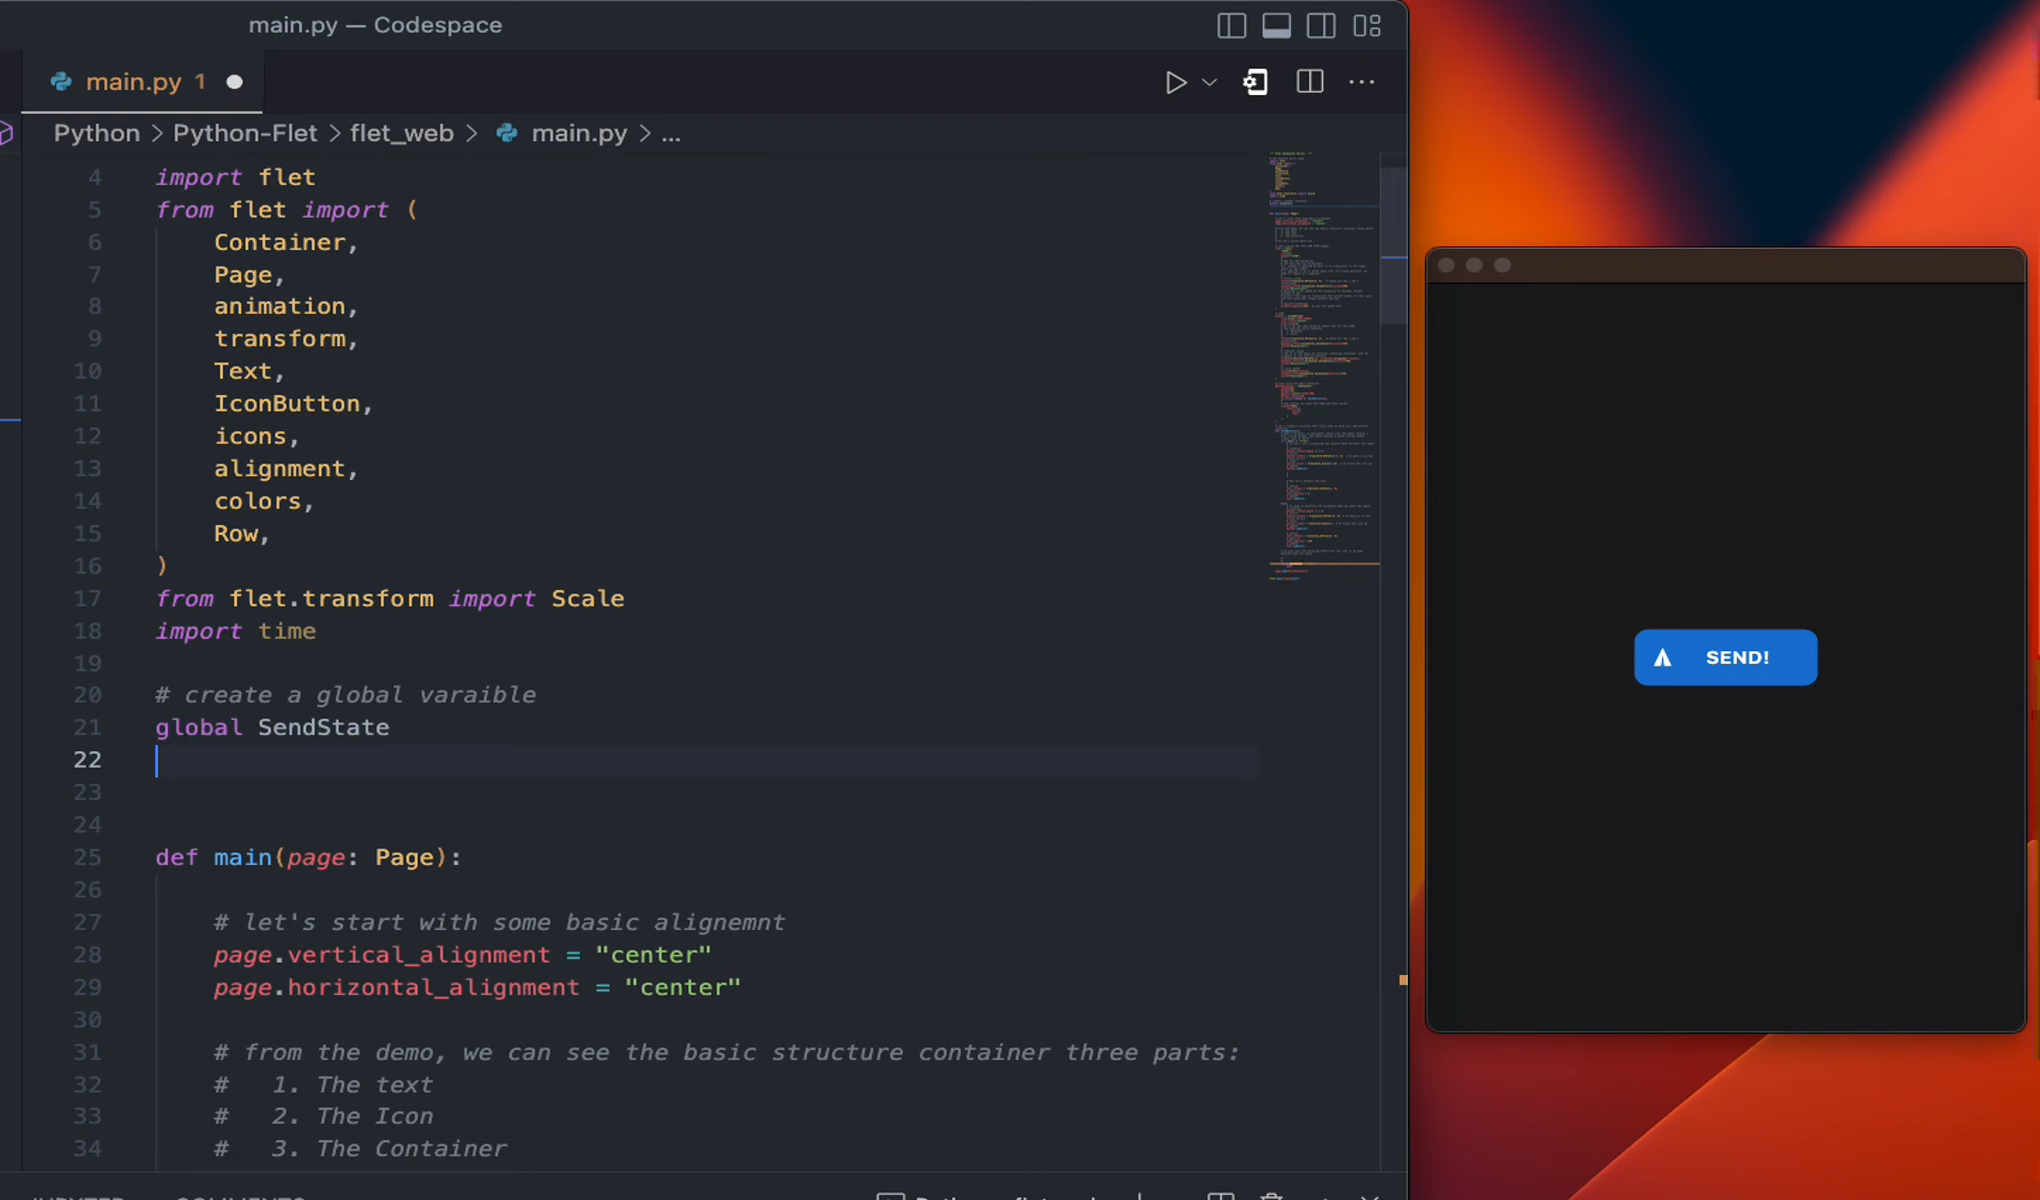 main.py — Codespace
main.py 1
Python > Python-Flet > flet_web > main.py > ...
4 import flet
5 from flet import (
6 Container,
7 Page,
8 animation,
9 transform,
10 Text,
11 IconButton,
12 icons,
13 alignment,
14 colors,
15 Row,
16 )
17 from flet.transform import Scale
18 import time
19
20 # create a global varaible
21 global SendState
22
23
24
25 def main(page: Page):
26
27 # let's start with some basic alignemnt
28 page.vertical_alignment = "center"
29 page.horizontal_alignment = "center"
30
31 # from the demo, we can see the basic structure container three parts:
32 # 1. The text
33 # 2. The Icon
34 # 3. The Container
SEND!